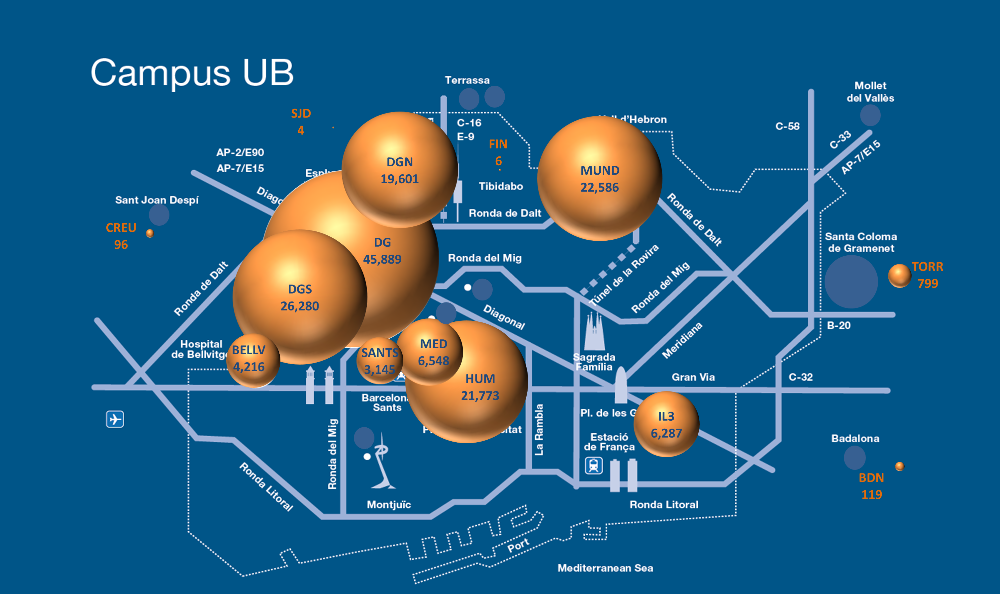 Campus UB
Terrassa
Mollet
del Vallès
SJD
4
C-16
E-9
d'Hebron
C-58
C-33
AP-7/E15
FIN
6
AP-2/E90
AP-7/E15
DGN
19,601
MUND
22,586
Tibidabo
Sant Joan Despí
Ronda de Dalt
Ronda de Dalt
CREU
96
DG
45,889
Santa Coloma
de Gramenet
Ronda del Mig
Túnel de la Rovira
TORR
799
Ronda de Dalt
Ronda del Mig
DGS
26,280
Diagonal
B-20
Meridiana
Hospital
de Bellvitge
BELLV
4,216
SANTS
3,145
MED
6,548
Sagrada
Família
HUM
21,773
Gran Via
C-32
Barcelona
Sants
Pl. de les G
IL3
6,287
La Rambla
Ronda del Mig
Estació
de França
Badalona
BDN
119
Ronda Litoral
Montjuïc
Ronda Litoral
Port
Mediterranean Sea